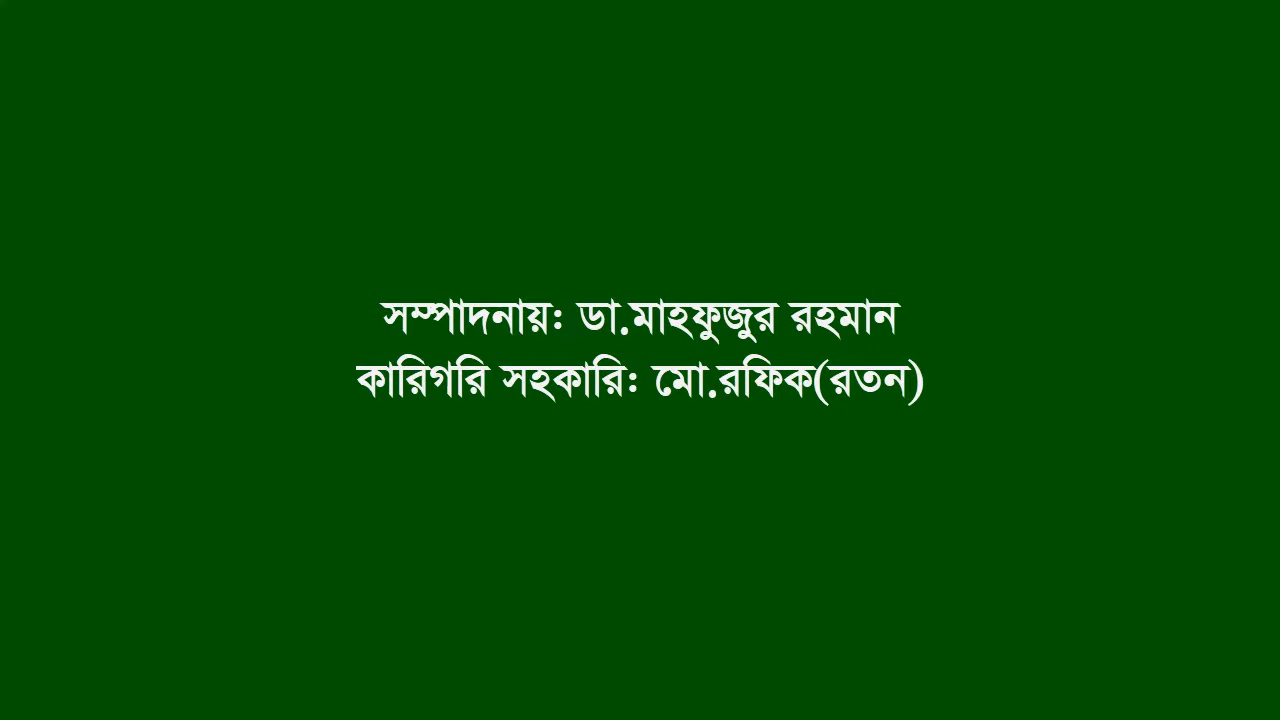 সম্পাদনায়: ডা.মাহফুজুর রহমান
কারিগরি সহকারি: মো.রফিক(রতন)